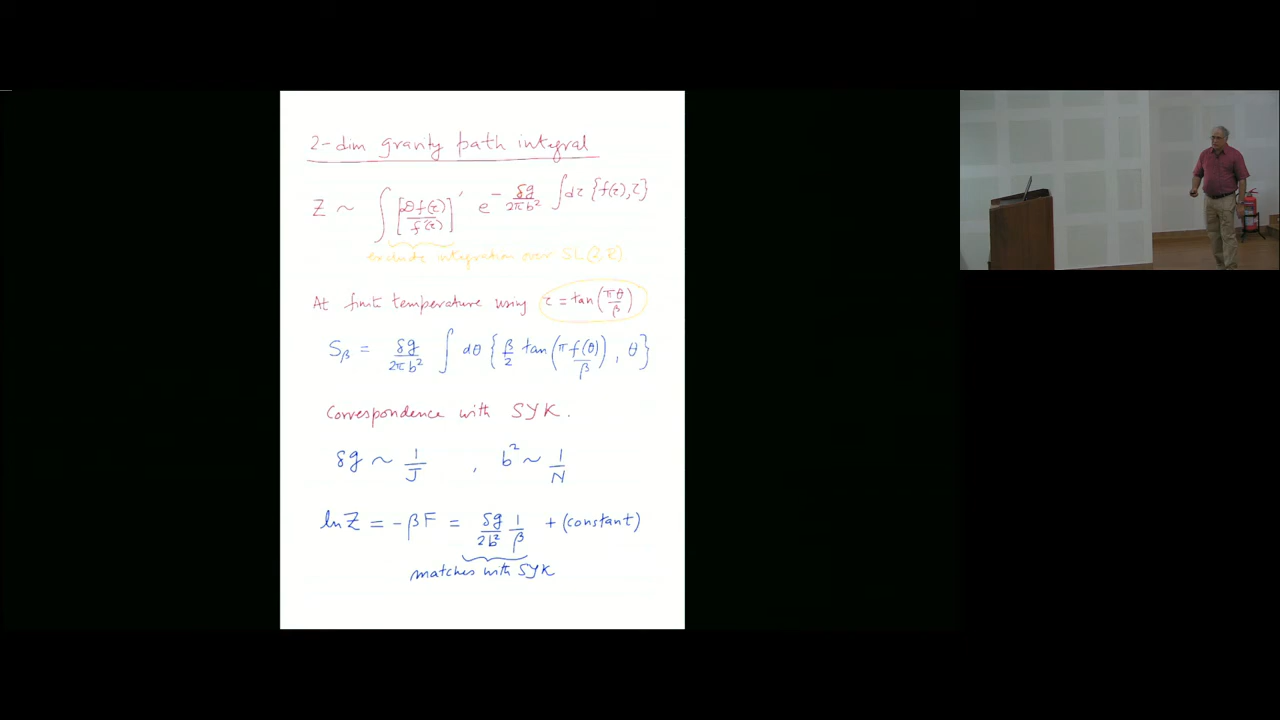 2-dim gravity path integral
Z ~ ∫ [𝒟f(τ)/f'(τ)]' e^{-δg/2πb² ∫dτ {f(τ),τ}}
exclude integration over SL(2,R)
At finite temperature using τ = tan(πθ/β)
S_β = δg/2πb² ∫ dθ {β/2 tan(πf(θ)/β), θ}
Correspondence with SYK.
δg ~ 1/J , b² ~ 1/N
ln Z = -βF = δg/2b² 1/β + (constant)
matches with SYK